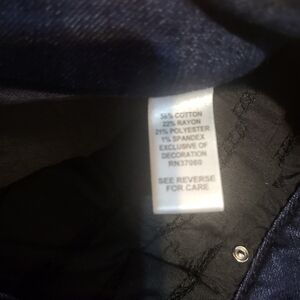 56% COTTON
22% RAYON
21% POLYESTER
1% SPANDEX
EXCLUSIVE OF
DECORATION
RN37060
SEE REVERSE
FOR CARE